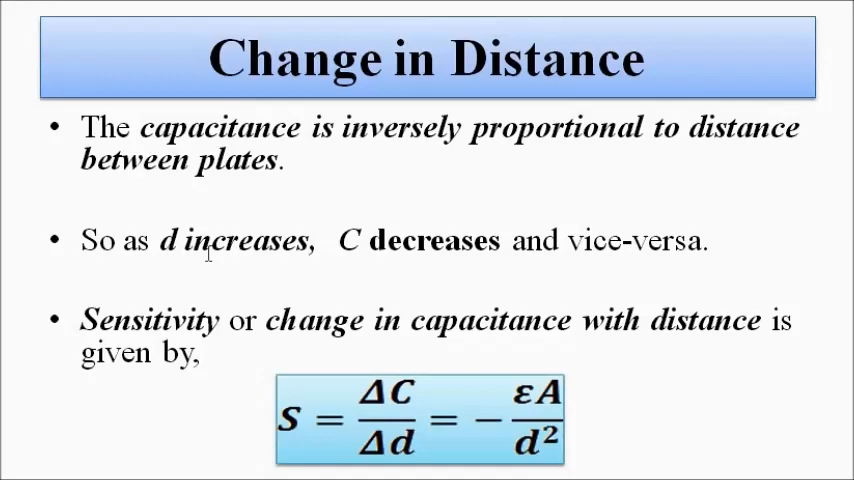 Change in Distance
• The capacitance is inversely proportional to distance
between plates.
• So as d increases, C decreases and vice-versa.
• Sensitivity or change in capacitance with distance is
given by,
S = ΔC/Δd = − εA/d²